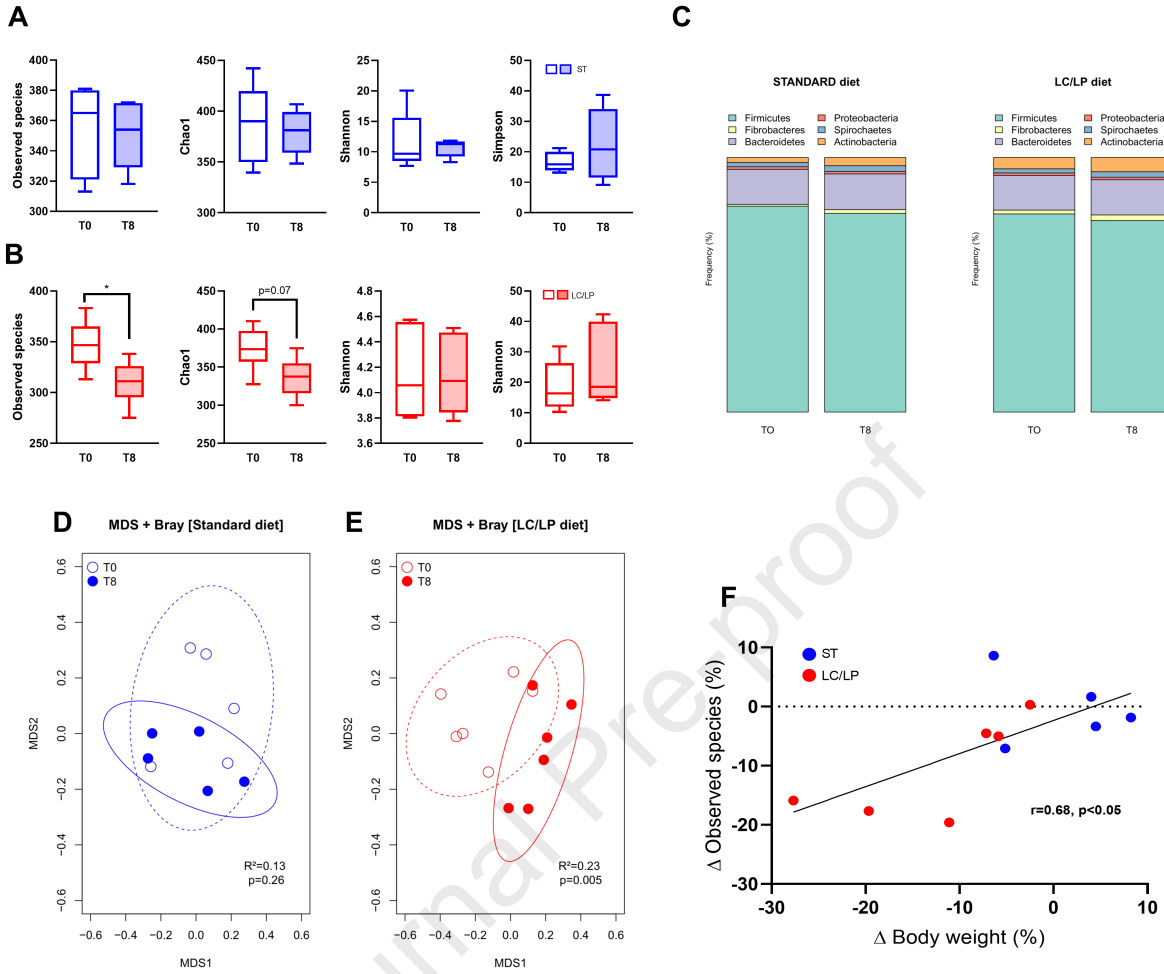 A
Observed species
400
380
360
340
320
300
T0
T8
Chao1
450
400
350
300
T0
T8
Shannon
25
20
15
10
5
0
T0
T8
Simpson
50
40
30
20
10
0
ST
T0
T8
B
Observed species
400
350
300
250
*
T0
T8
Chao1
450
400
350
300
250
p=0.07
T0
T8
Shannon
4.8
4.6
4.4
4.2
4.0
3.8
3.6
T0
T8
Simpson
50
40
30
20
10
0
LC/LP
T0
T8
C
STANDARD diet
Firmicutes
Fibrobacteres
Bacteroidetes
Proteobacteria
Spirochaetes
Actinobacteria
Frequency (%)
TO
T8
LC/LP diet
Firmicutes
Fibrobacteres
Bacteroidetes
Proteobacteria
Spirochaetes
Actinobacteria
Frequency (%)
TO
T8
D
MDS + Bray [Standard diet]
T0
T8
MDS2
0.6
0.4
0.2
0.0
−0.2
−0.4
−0.6
R²=0.13
p=0.26
−0.6 −0.4 −0.2 0.0 0.2 0.4 0.6
MDS1
E
MDS + Bray [LC/LP diet]
T0
T8
MDS2
0.6
0.4
0.2
0.0
−0.2
−0.4
−0.6
R²=0.23
p=0.005
−0.6 −0.4 −0.2 0.0 0.2 0.4 0.6
MDS1
F
Δ Observed species (%)
10
0
-10
-20
-30
ST
LC/LP
r=0.68, p<0.05
-30 -20 -10 0 10
Δ Body weight (%)
urnal Pre-proof